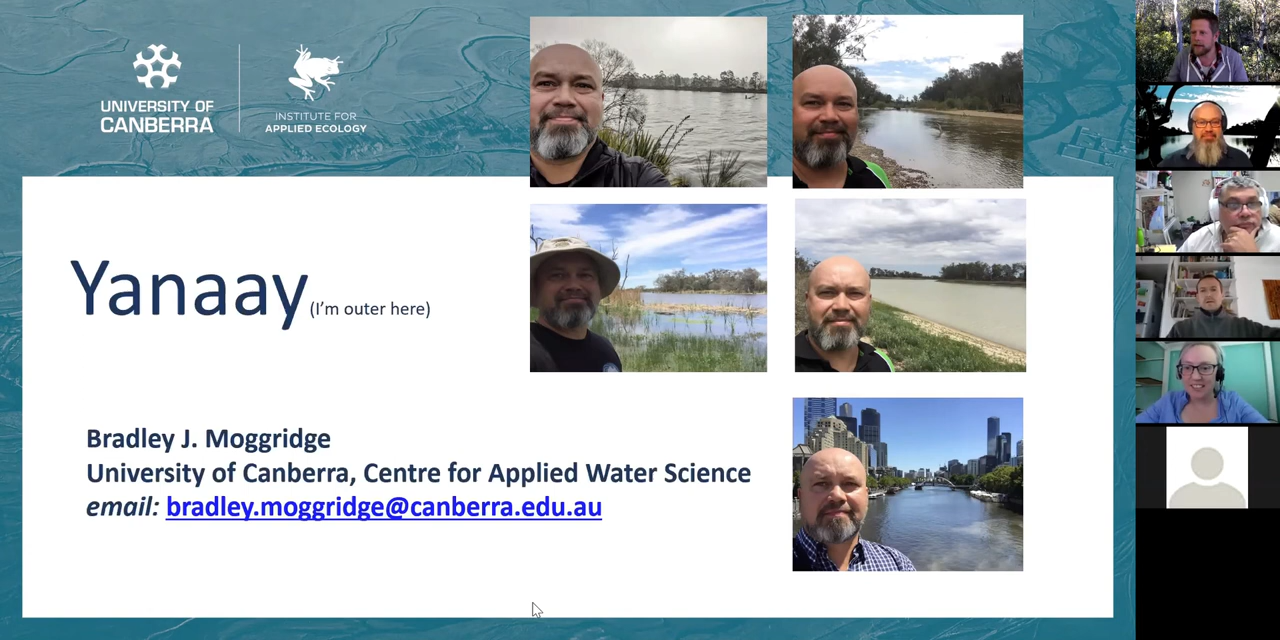 UNIVERSITY OF
CANBERRA
INSTITUTE FOR
APPLIED ECOLOGY
Yanaay (I'm outer here)
Bradley J. Moggridge
University of Canberra, Centre for Applied Water Science
email: bradley.moggridge@canberra.edu.au